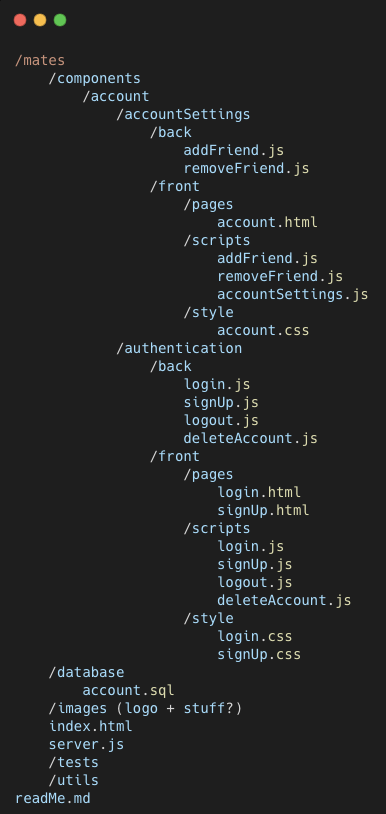 /mates
/components
/account
/accountSettings
/back
addFriend.js
removeFriend.js
/front
/pages
account.html
/scripts
addFriend.js
removeFriend.js
accountSettings.js
/style
account.css
/authentication
/back
login.js
signUp.js
logout.js
deleteAccount.js
/front
/pages
login.html
signUp.html
/scripts
login.js
signUp.js
logout.js
deleteAccount.js
/style
login.css
signUp.css
/database
account.sql
/images (logo + stuff?)
index.html
server.js
/tests
/utils
readMe.md